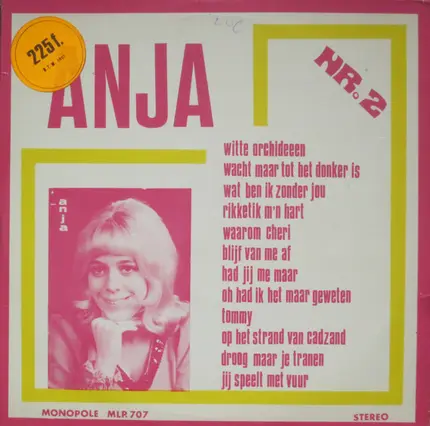 225 f.
ANJA
NR. 2
witte orchideeen
wacht maar tot het donker is
wat ben ik zonder jou
rikketik m'n hart
waarom cheri
blijf van me af
had jij me maar
oh had ik het maar geweten
tommy
op het strand van cadzand
droog maar je tranen
jij speelt met vuur
anja
MONOPOLE MLR 707
STEREO